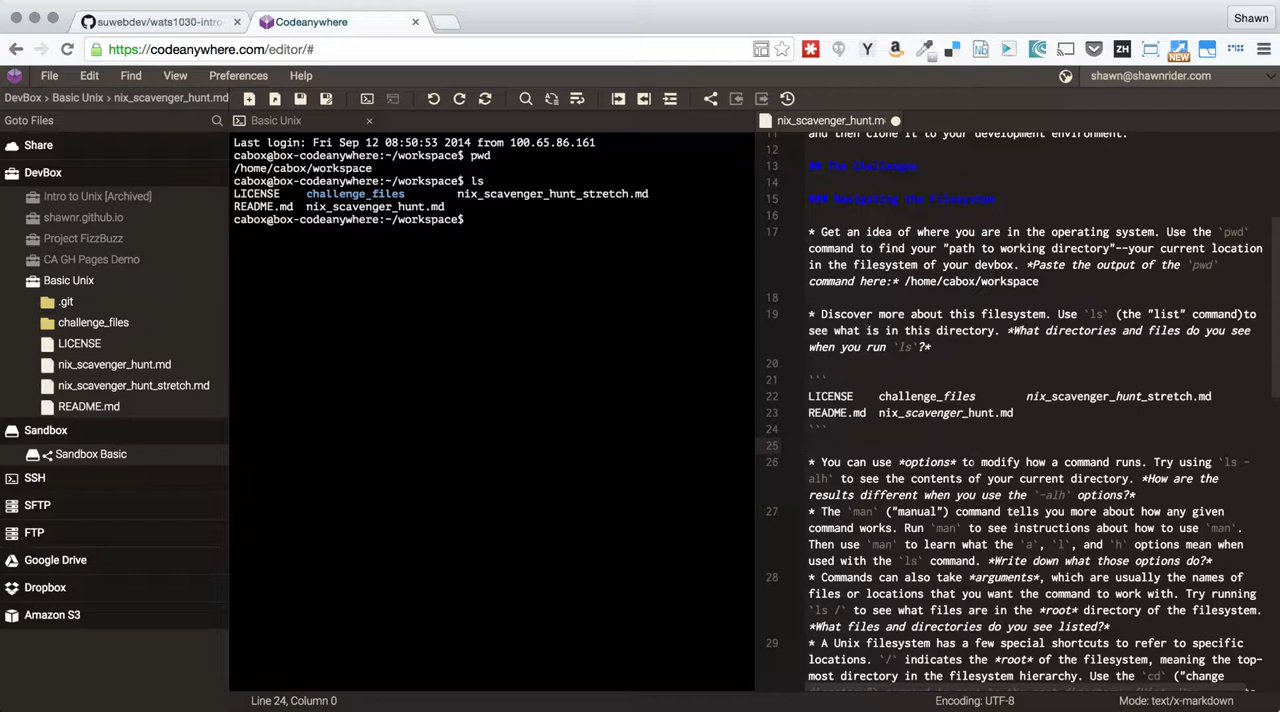 suwebdev/wats1030-intro-
Codeanywhere
Shawn
https://codeanywhere.com/editor/#
Y
ZH
NEW
File Edit Find View Preferences Help
shawn@shawnrider.com
DevBox > Basic Unix > nix_scavenger_hunt.md
Goto Files
Share
DevBox
Intro to Unix [Archived]
shawnr.github.io
Project FizzBuzz
CA GH Pages Demo
Basic Unix
.git
challenge_files
LICENSE
nix_scavenger_hunt.md
nix_scavenger_hunt_stretch.md
README.md
Sandbox
Sandbox Basic
SSH
SFTP
FTP
Google Drive
Dropbox
Amazon S3
Basic Unix
Last login: Fri Sep 12 08:50:53 2014 from 100.65.86.161
cabox@box-codeanywhere:~/workspace$ pwd
/home/cabox/workspace
cabox@box-codeanywhere:~/workspace$ ls
LICENSE challenge_files nix_scavenger_hunt_stretch.md
README.md nix_scavenger_hunt.md
cabox@box-codeanywhere:~/workspace$
nix_scavenger_hunt.m
11 and then clone it to your development environment.
12
13 ## The Challenges
14
15 ### Navigating the Filesystem
16
17 * Get an idea of where you are in the operating system. Use the `pwd`
command to find your "path to working directory"--your current location
in the filesystem of your devbox. *Paste the output of the `pwd`
command here:* /home/cabox/workspace
18
19 * Discover more about this filesystem. Use `ls` (the "list" command)to
see what is in this directory. *What directories and files do you see
when you run `ls`?*
20
21 ```
22 LICENSE challenge_files nix_scavenger_hunt_stretch.md
23 README.md nix_scavenger_hunt.md
24 ```
25
26 * You can use *options* to modify how a command runs. Try using `ls -
alh` to see the contents of your current directory. *How are the
results different when you use the `-alh` options?*
27 * The `man` ("manual") command tells you more about how any given
command works. Run `man` to see instructions about how to use `man`.
Then use `man` to learn what the `a`, `l`, and `h` options mean when
used with the `ls` command. *Write down what those options do?*
28 * Commands can also take *arguments*, which are usually the names of
files or locations that you want the command to work with. Try running
`ls /` to see what files are in the *root* directory of the filesystem.
*What files and directories do you see listed?*
29 * A Unix filesystem has a few special shortcuts to refer to specific
locations. `/` indicates the *root* of the filesystem, meaning the top-
most directory in the filesystem hierarchy. Use the `cd` ("change
Line 24, Column 0
Encoding: UTF-8
Mode: text/x-markdown